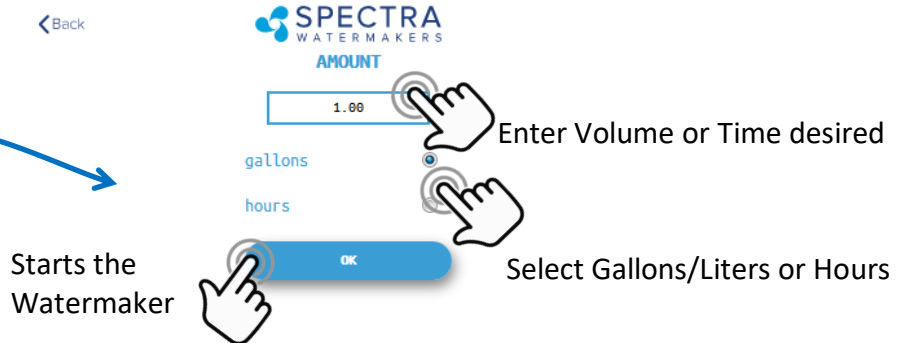 Back
SPECTRA
WATERMAKERS
AMOUNT
1.00
Enter Volume or Time desired
gallons
hours
Select Gallons/Liters or Hours
OK
Starts the
Watermaker